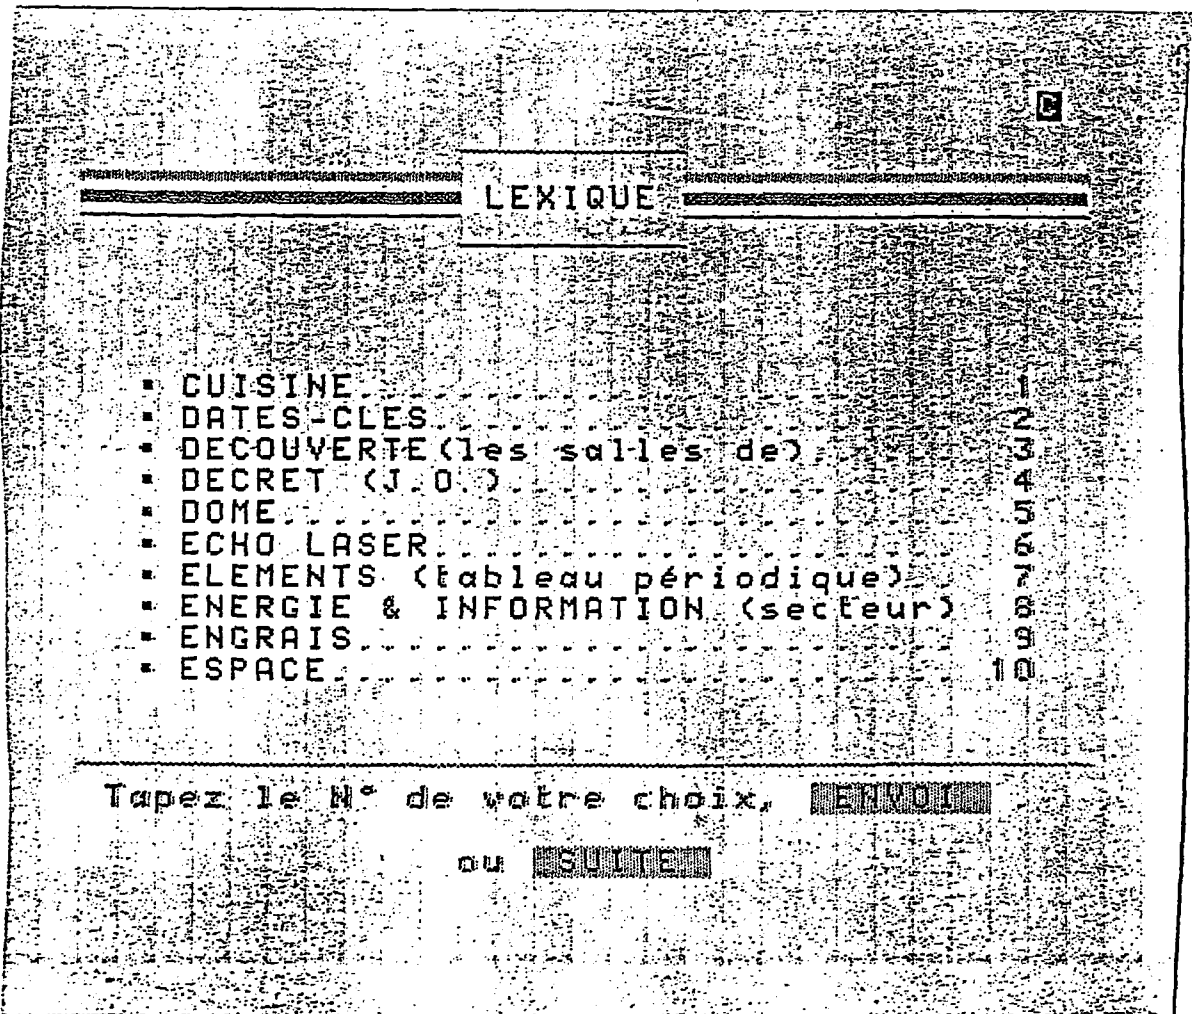 C
LEXIQUE
▪ CUISINE............................ 1
▪ DATES-CLES......................... 2
▪ DECOUVERTE(les salles de).......... 3
▪ DECRET (J.O.)...................... 4
▪ DOME............................... 5
▪ ECHO LASER......................... 6
▪ ELEMENTS (tableau périodique)... 7
▪ ENERGIE & INFORMATION (secteur) 8
▪ ENGRAIS............................ 9
▪ ESPACE............................. 10
Tapez le N° de votre choix, ENVOI
ou SUITE